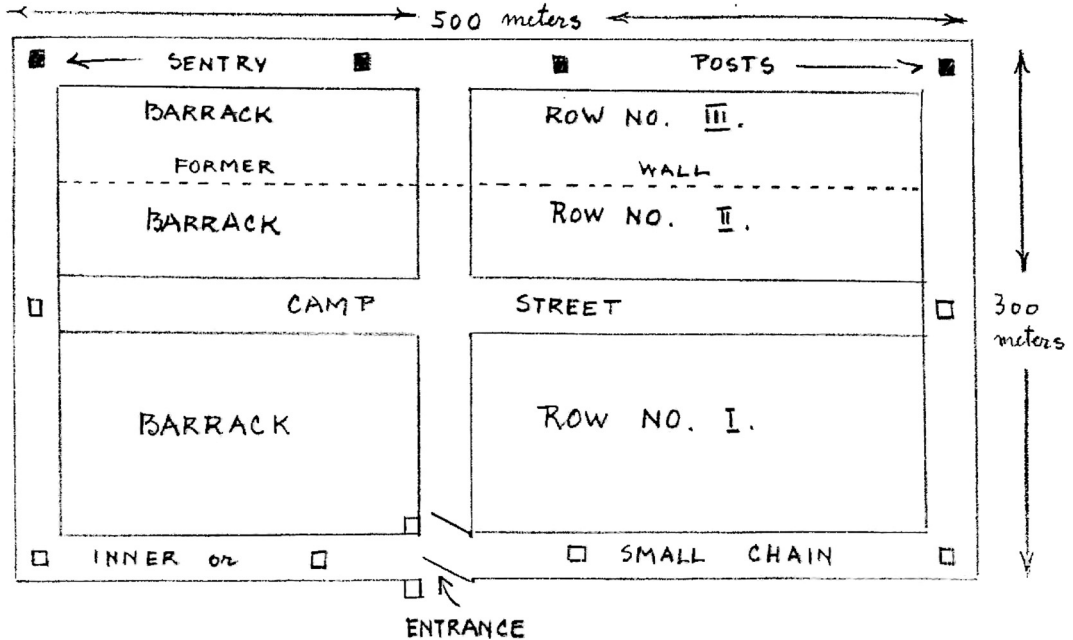 500 meters
SENTRY POSTS
BARRACK ROW NO. III.
FORMER WALL
BARRACK ROW NO. II.
CAMP STREET
300
meters
BARRACK ROW NO. I.
INNER or SMALL CHAIN
ENTRANCE